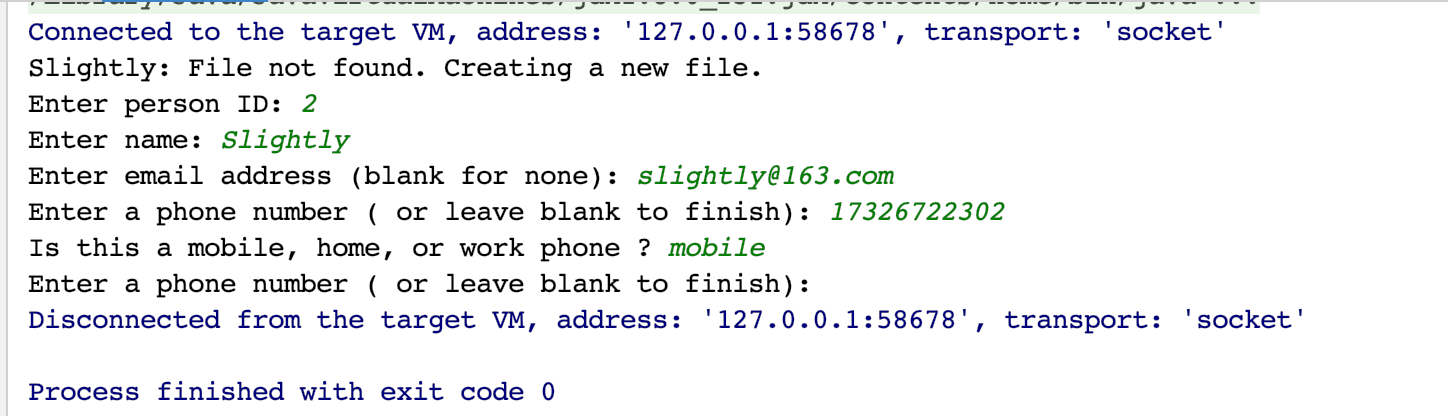 Connected to the target VM, address: '127.0.0.1:58678', transport: 'socket'
Slightly: File not found. Creating a new file.
Enter person ID: 2
Enter name: Slightly
Enter email address (blank for none): slightly@163.com
Enter a phone number ( or leave blank to finish): 17326722302
Is this a mobile, home, or work phone ? mobile
Enter a phone number ( or leave blank to finish):
Disconnected from the target VM, address: '127.0.0.1:58678', transport: 'socket'
Process finished with exit code 0